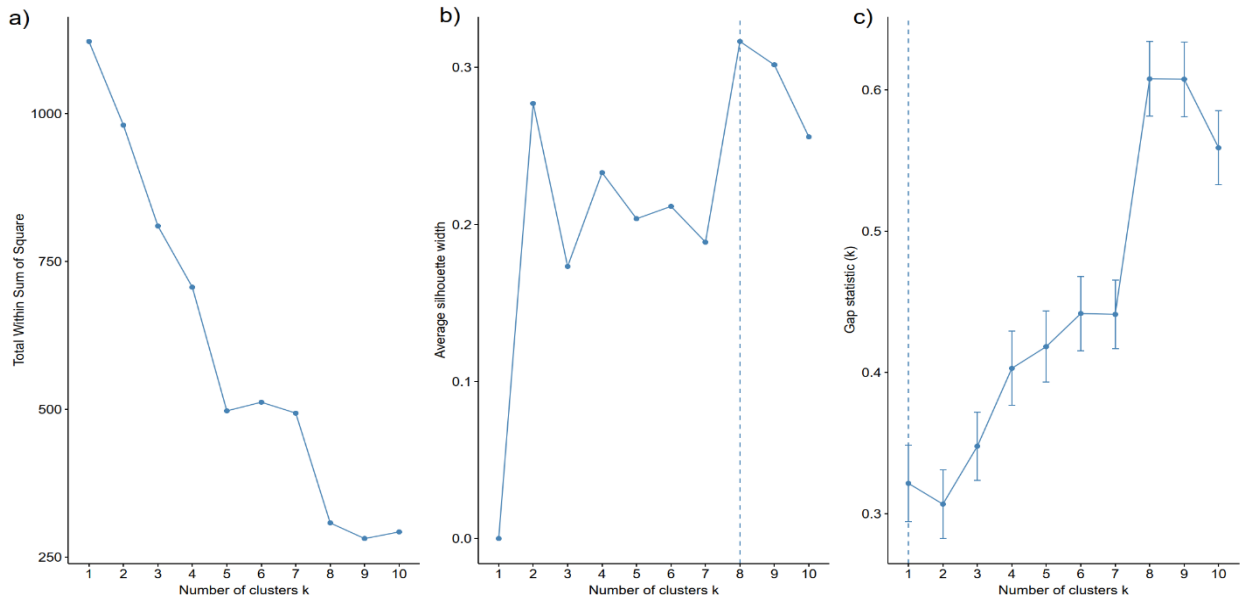 a)
Total Within Sum of Square
1000
750
500
250
1 2 3 4 5 6 7 8 9 10
Number of clusters k
b)
Average silhouette width
0.3
0.2
0.1
0.0
1 2 3 4 5 6 7 8 9 10
Number of clusters k
c)
Gap statistic (k)
0.6
0.5
0.4
0.3
1 2 3 4 5 6 7 8 9 10
Number of clusters k